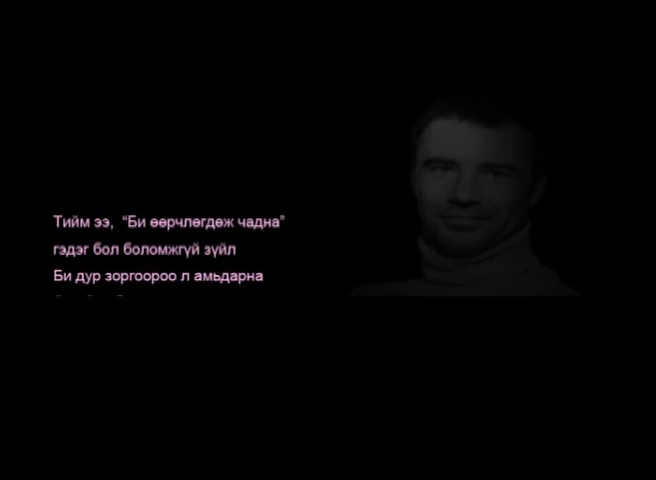 Тийм ээ, “Би өөрчлөгдөж чадна”
гэдэг бол боломжгүй зүйл
Би дур зоргоороо л амьдарна